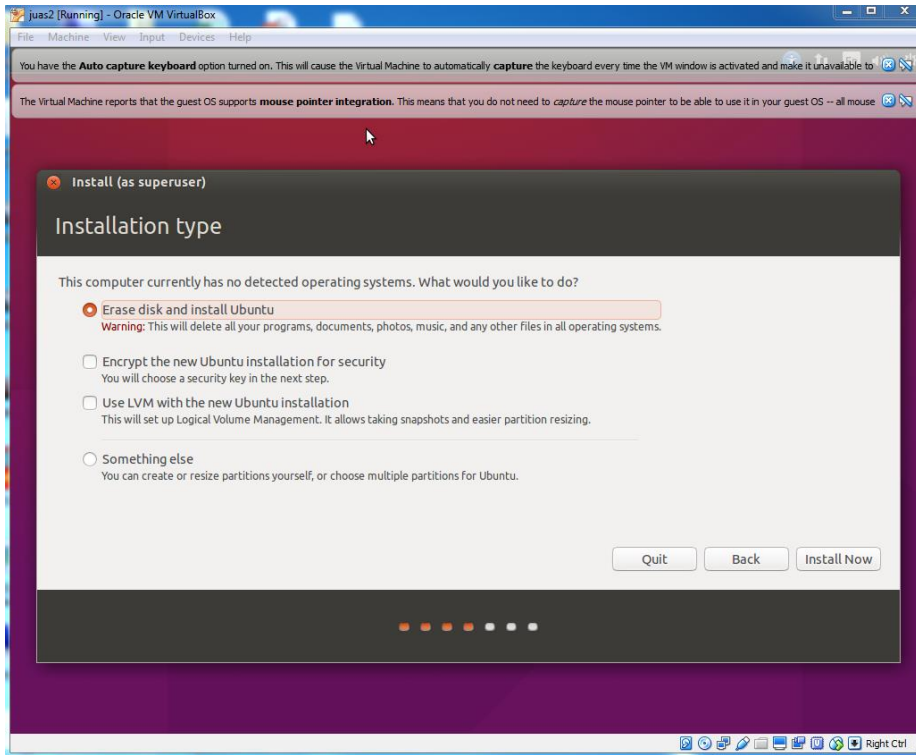 juas2 [Running] - Oracle VM VirtualBox
File Machine View Input Devices Help
You have the Auto capture keyboard option turned on. This will cause the Virtual Machine to automatically capture the keyboard every time the VM window is activated and make it unavailable to
The Virtual Machine reports that the guest OS supports mouse pointer integration. This means that you do not need to capture the mouse pointer to be able to use it in your guest OS -- all mouse
Install (as superuser)
Installation type
This computer currently has no detected operating systems. What would you like to do?
Erase disk and install Ubuntu
Warning: This will delete all your programs, documents, photos, music, and any other files in all operating systems.
Encrypt the new Ubuntu installation for security
You will choose a security key in the next step.
Use LVM with the new Ubuntu installation
This will set up Logical Volume Management. It allows taking snapshots and easier partition resizing.
Something else
You can create or resize partitions yourself, or choose multiple partitions for Ubuntu.
Quit Back Install Now
Right Ctrl